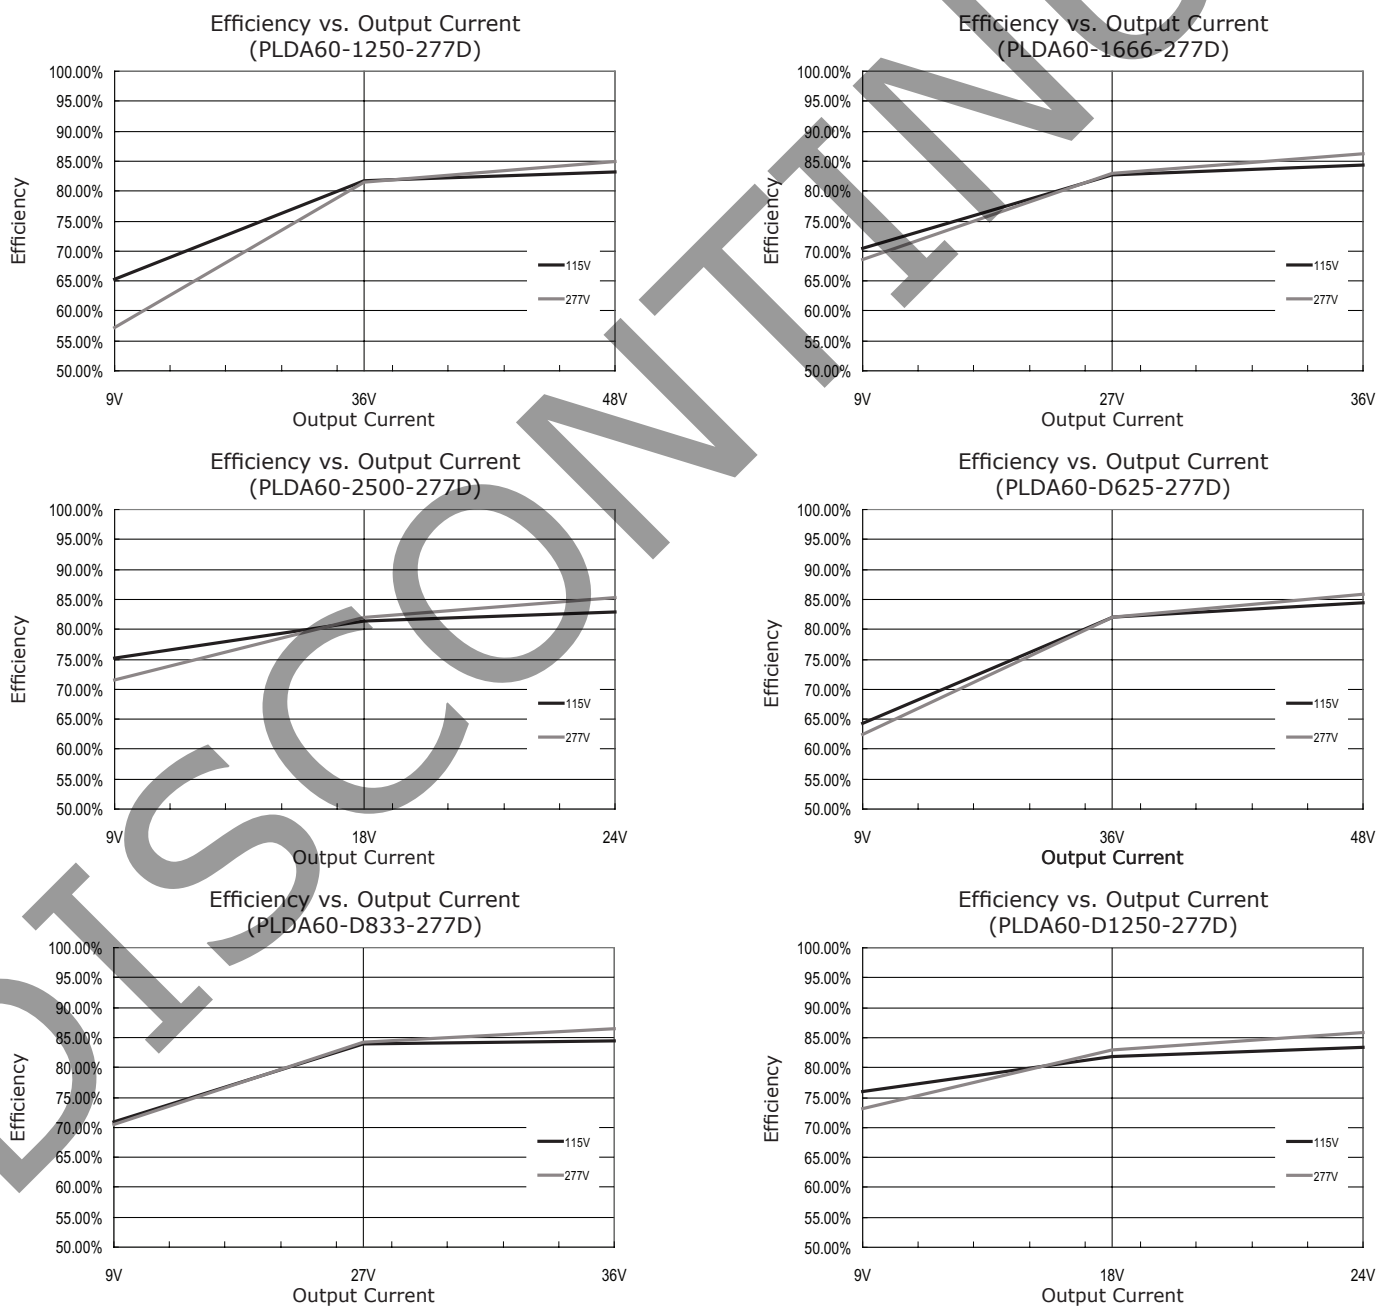 Efficiency vs. Output Current
(PLDA60-1250-277D)
100.00%
95.00%
90.00%
85.00%
80.00%
75.00%
70.00%
65.00%
60.00%
55.00%
50.00%
Efficiency
115V
277V
9V 36V 48V
Output Current
Efficiency vs. Output Current
(PLDA60-1666-277D)
100.00%
95.00%
90.00%
85.00%
80.00%
75.00%
70.00%
65.00%
60.00%
55.00%
50.00%
Efficiency
115V
277V
9V 27V 36V
Output Current
Efficiency vs. Output Current
(PLDA60-2500-277D)
100.00%
95.00%
90.00%
85.00%
80.00%
75.00%
70.00%
65.00%
60.00%
55.00%
50.00%
Efficiency
115V
277V
9V 18V 24V
Output Current
Efficiency vs. Output Current
(PLDA60-D625-277D)
100.00%
95.00%
90.00%
85.00%
80.00%
75.00%
70.00%
65.00%
60.00%
55.00%
50.00%
Efficiency
115V
277V
9V 36V 48V
Output Current
Efficiency vs. Output Current
(PLDA60-D833-277D)
100.00%
95.00%
90.00%
85.00%
80.00%
75.00%
70.00%
65.00%
60.00%
55.00%
50.00%
Efficiency
115V
277V
9V 27V 36V
Output Current
Efficiency vs. Output Current
(PLDA60-D1250-277D)
100.00%
95.00%
90.00%
85.00%
80.00%
75.00%
70.00%
65.00%
60.00%
55.00%
50.00%
Efficiency
115V
277V
9V 18V 24V
Output Current
DISCONTINU